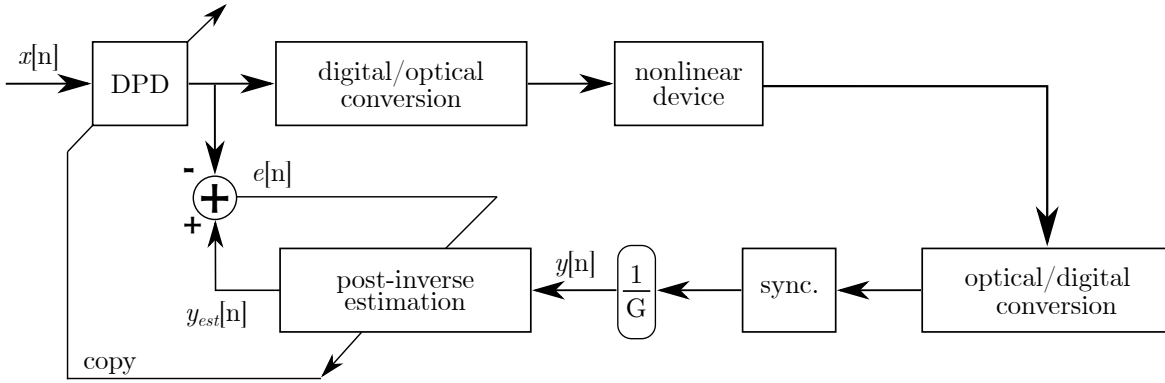 x[n]
DPD
digital/optical
conversion
nonlinear
device
-
e[n]
+
+
post-inverse
estimation
y[n]
1
G
sync.
optical/digital
conversion
y_est[n]
copy